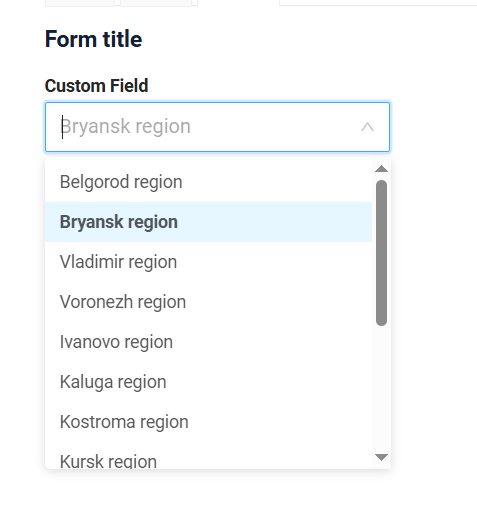 Form title
Custom Field
Bryansk region
Belgorod region
Bryansk region
Vladimir region
Voronezh region
Ivanovo region
Kaluga region
Kostroma region
Kursk region